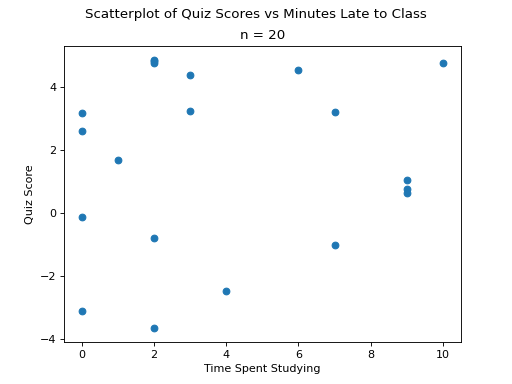 Scatterplot of Quiz Scores vs Minutes Late to Class
n = 20
4
2
0
−2
−4
Quiz Score
0 2 4 6 8 10
Time Spent Studying